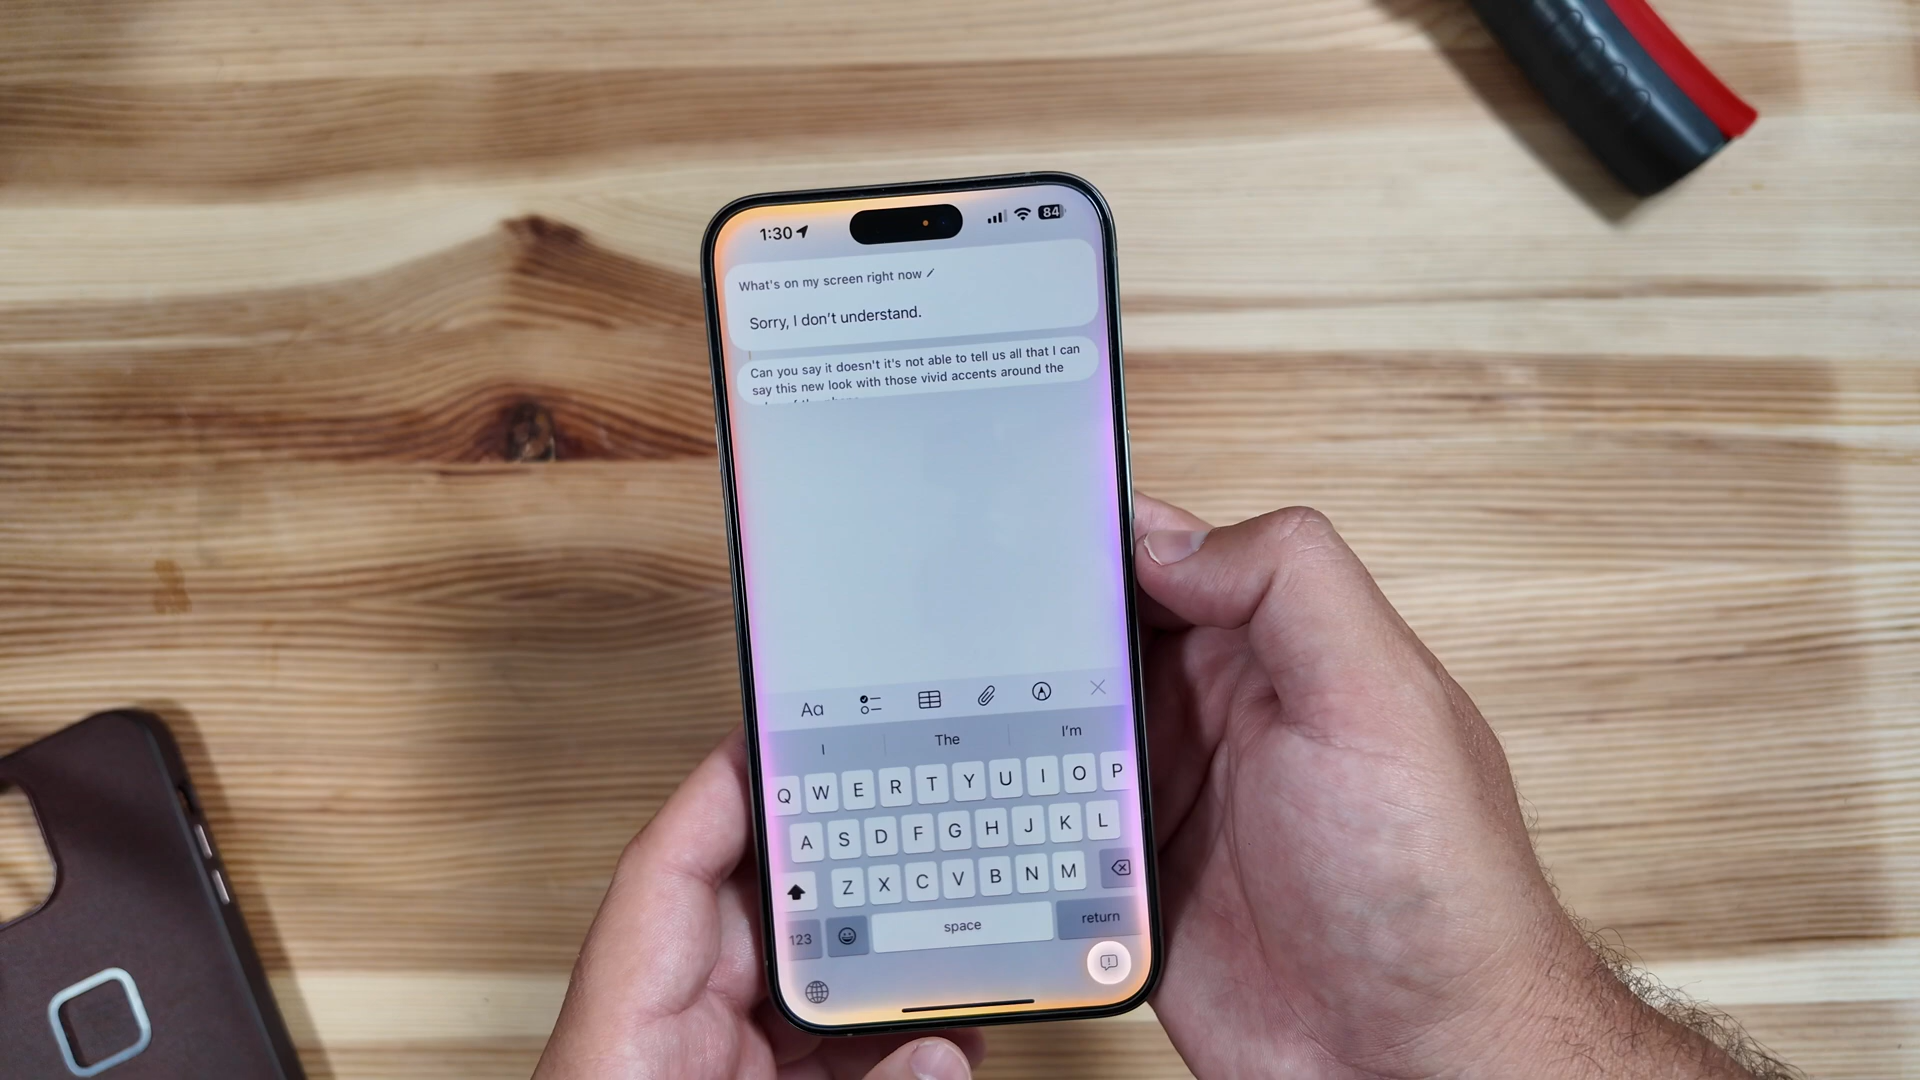 1:30
84
What's on my screen right now
Sorry, I don't understand.
Can you say it doesn't it's not able to tell us all that I can
say this new look with those vivid accents around the
Aa
I
The
I'm
Q W E R T Y U I O P
A S D F G H J K L
Z X C V B N M
123
space
return